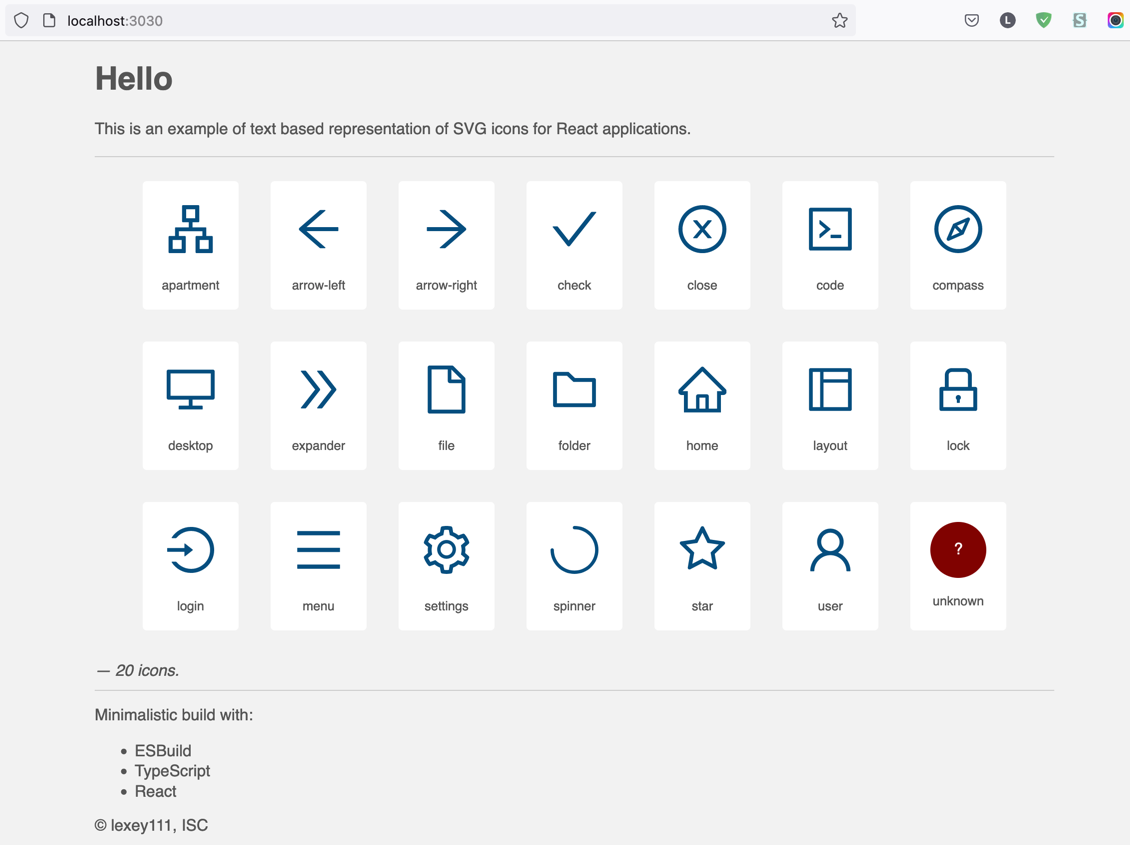 localhost:3030
L
S
Hello
This is an example of text based representation of SVG icons for React applications.
X
>_
apartment
arrow-left
arrow-right
check
close
code
compass
desktop
expander
file
folder
home
layout
lock
?
login
menu
settings
spinner
star
user
unknown
— 20 icons.
Minimalistic build with:
• ESBuild
• TypeScript
• React
© lexey111, ISC